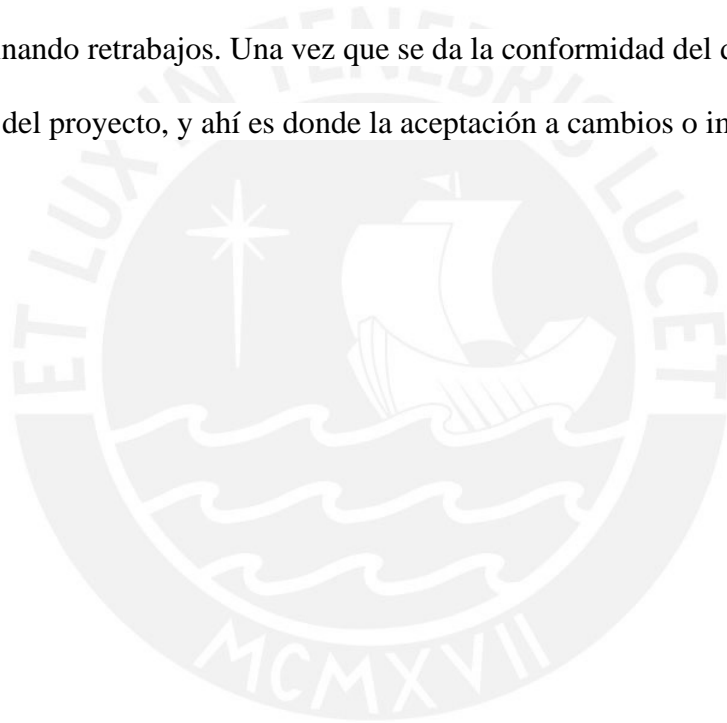 nando retrabajos. Una vez que se da la conformidad del
del proyecto, y ahí es donde la aceptación a cambios o
ET LUX IN TENEBRIS LUCET
MCMXVII